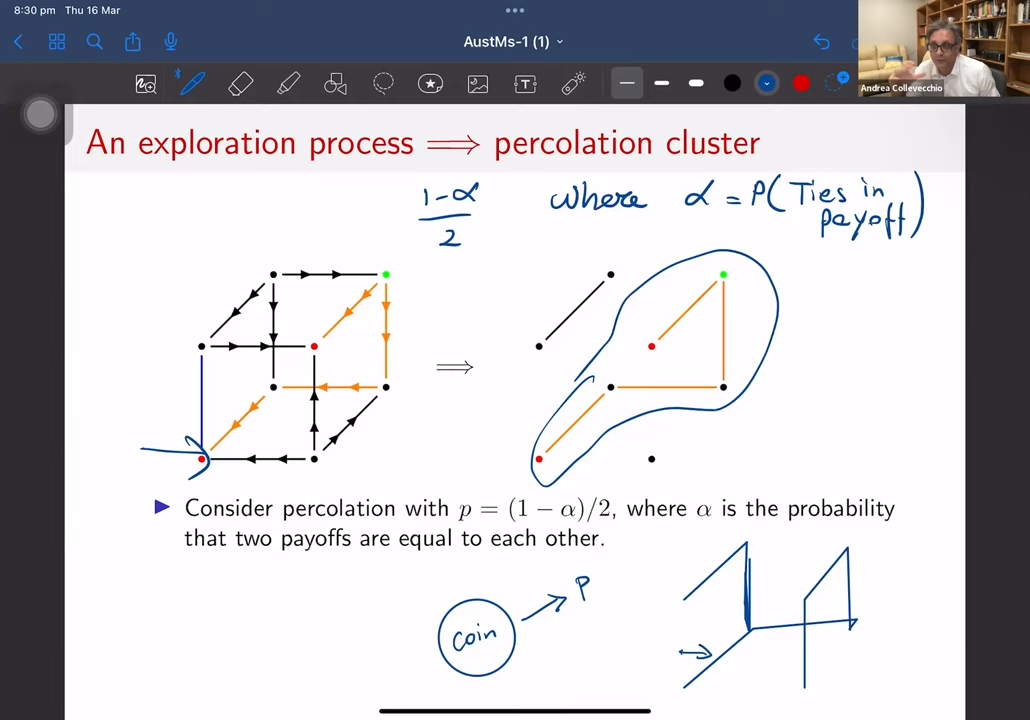 8:30 pm Thu 16 Mar
AustMs-1 (1)
Andrea Collevecchio
An exploration process ⟹ percolation cluster
1-α
2
where α = P(Ties in
payoff)
⟹
▶ Consider percolation with p = (1 − α)/2, where α is the probability
that two payoffs are equal to each other.
coin
P